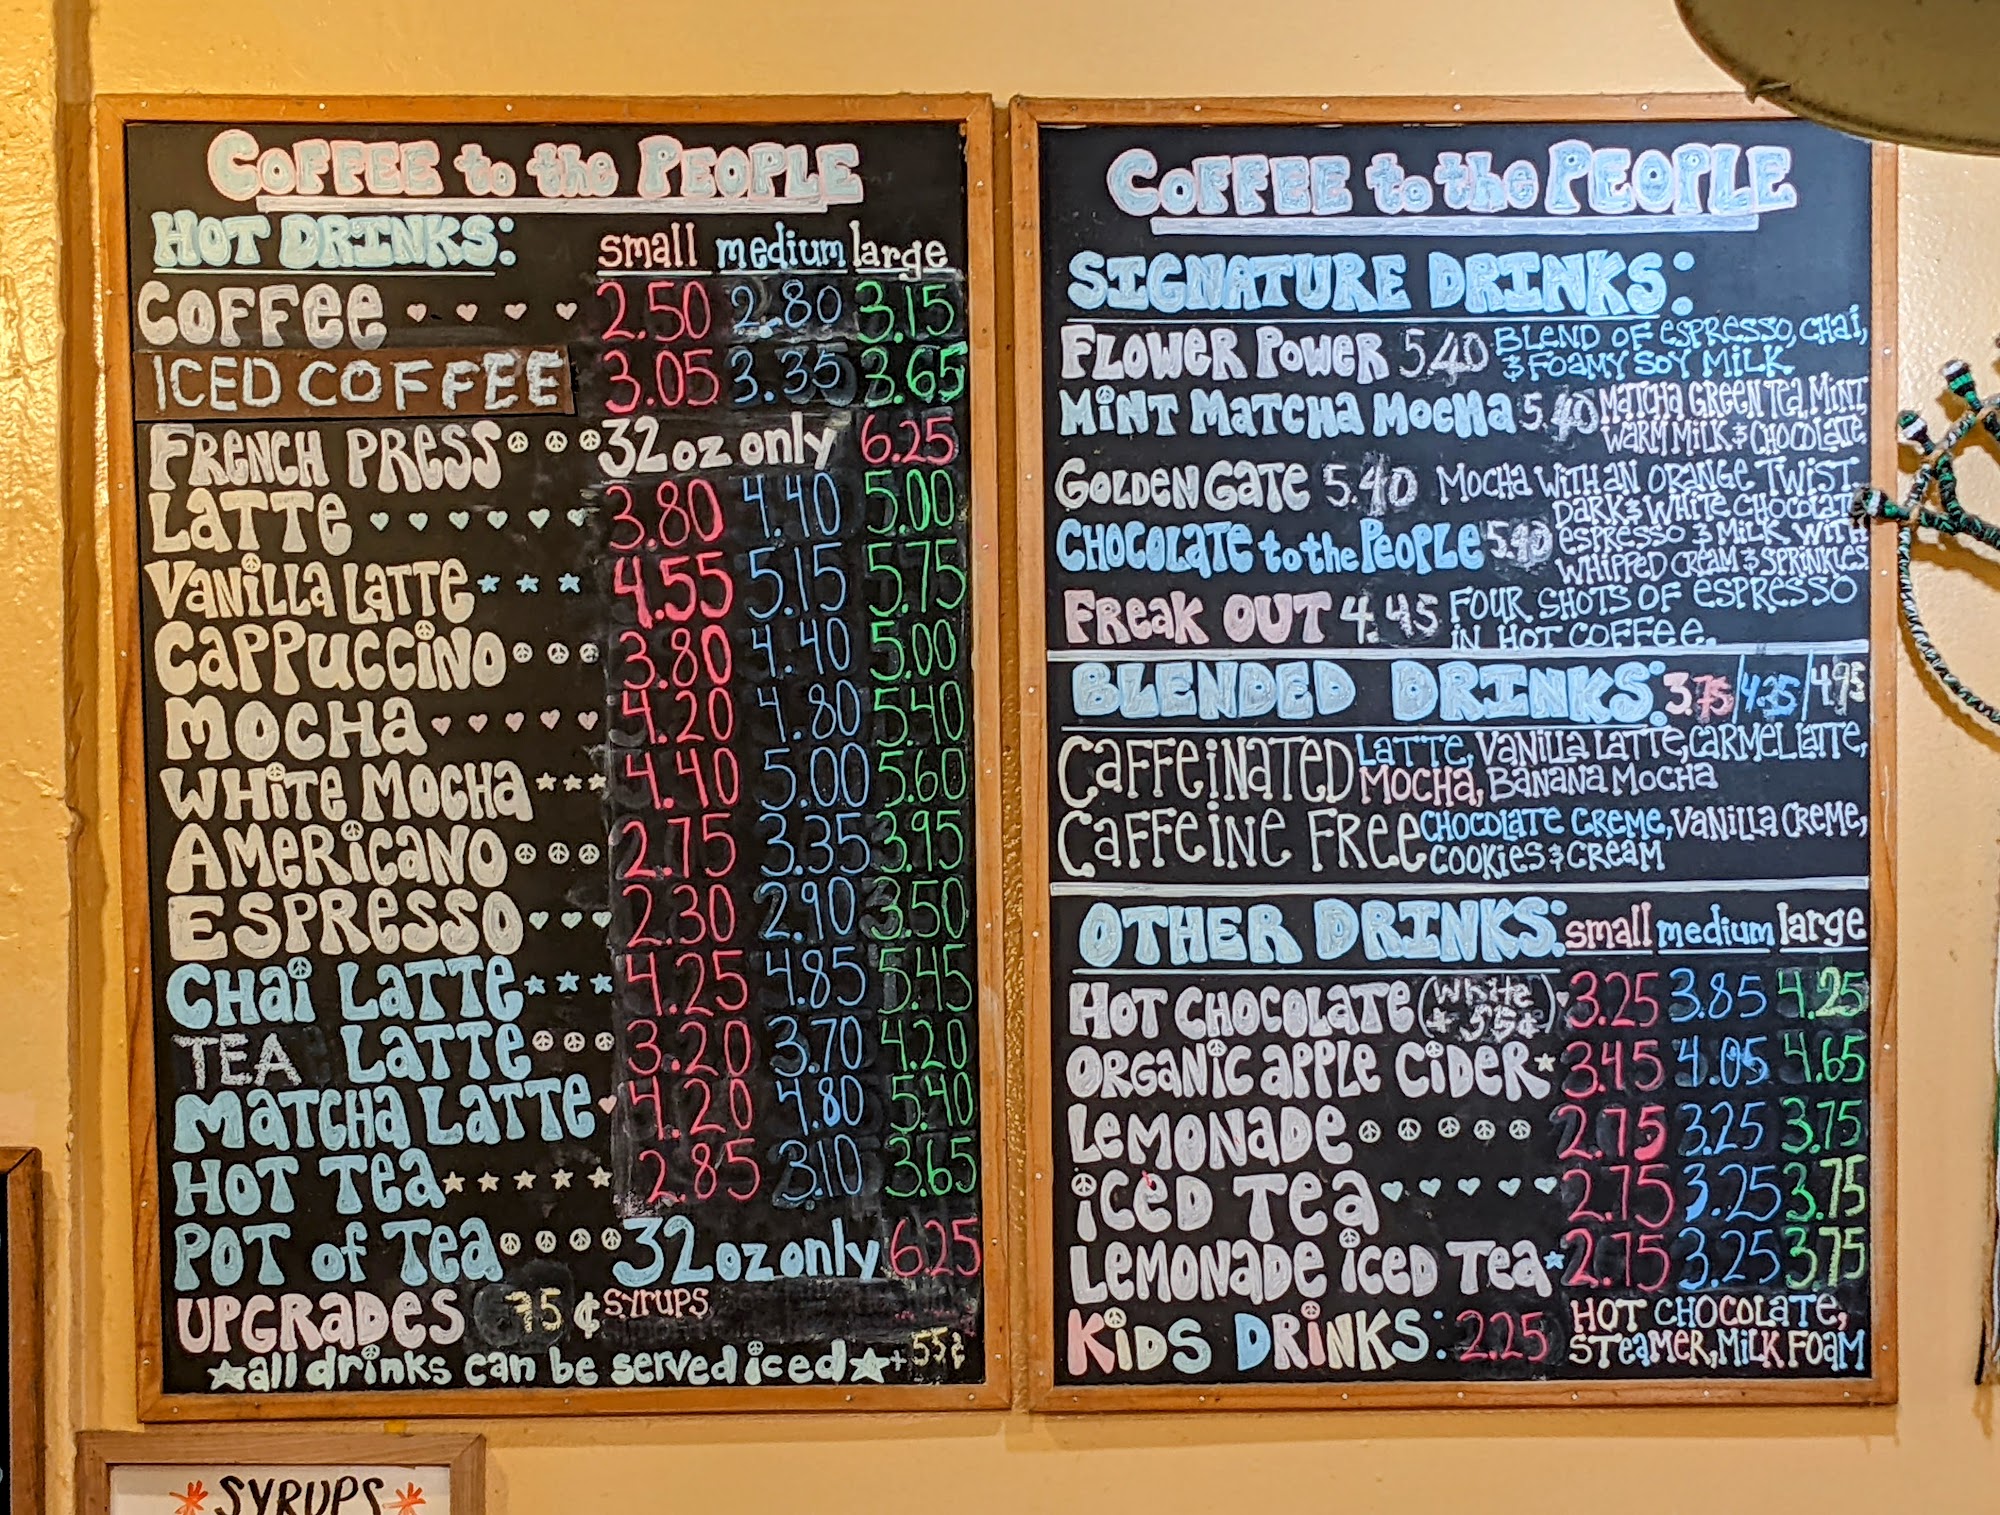 COFFEE to the PEOPLE
HOT DRINKS: small medium large
COFFEE 2.50 2.80 3.15
ICED COFFEE 3.05 3.35 3.65
FRENCH PRESS 32 oz only 6.25
LATTE 3.80 4.40 5.00
VANILLA LATTE 4.55 5.15 5.75
CAPPUCCINO 3.80 4.40 5.00
MOCHA 4.20 4.80 5.40
WHITE MOCHA 4.40 5.00 5.60
AMERICANO 2.75 3.35 3.95
ESPRESSO 2.30 2.90 3.50
CHAI LATTE 4.25 4.85 5.45
TEA LATTE 3.20 3.70 4.20
MATCHA LATTE 4.20 4.80 5.40
HOT TEA 2.85 3.10 3.65
POT of TEA 32 oz only 6.25
UPGRADES 75¢ SYRUPS
all drinks can be served iced + 55¢
COFFEE to the PEOPLE
SIGNATURE DRINKS:
FLOWER POWER 5.40 BLEND OF ESPRESSO, CHAI,
& FOAMY SOY MILK
MINT MATCHA MOCHA 5.40 MATCHA GREEN TEA, MINT,
WARM MILK & CHOCOLATE
GOLDEN GATE 5.40 MOCHA WITH AN ORANGE TWIST
CHOCOLATE to the PEOPLE 5.40 DARK & WHITE CHOCOLATE
ESPRESSO & MILK WITH
WHIPPED CREAM & SPRINKLES
FREAK OUT 4.45 FOUR SHOTS OF ESPRESSO
IN HOT COFFEE.
BLENDED DRINKS: 3.75/4.35/4.95
CAFFEINATED LATTE, VANILLA LATTE, CARMEL LATTE,
MOCHA, BANANA MOCHA
CAFFEINE FREE CHOCOLATE CREME, VANILLA CREME,
COOKIES & CREAM
OTHER DRINKS: small medium large
HOT CHOCOLATE (White + 55¢) 3.25 3.85 4.25
ORGANIC APPLE CIDER 3.45 4.05 4.65
LEMONADE 2.75 3.25 3.75
ICED TEA 2.75 3.25 3.75
LEMONADE ICED TEA 2.75 3.25 3.75
KIDS DRINKS: 2.25 HOT CHOCOLATE,
STEAMER, MILK FOAM
SYRUPS